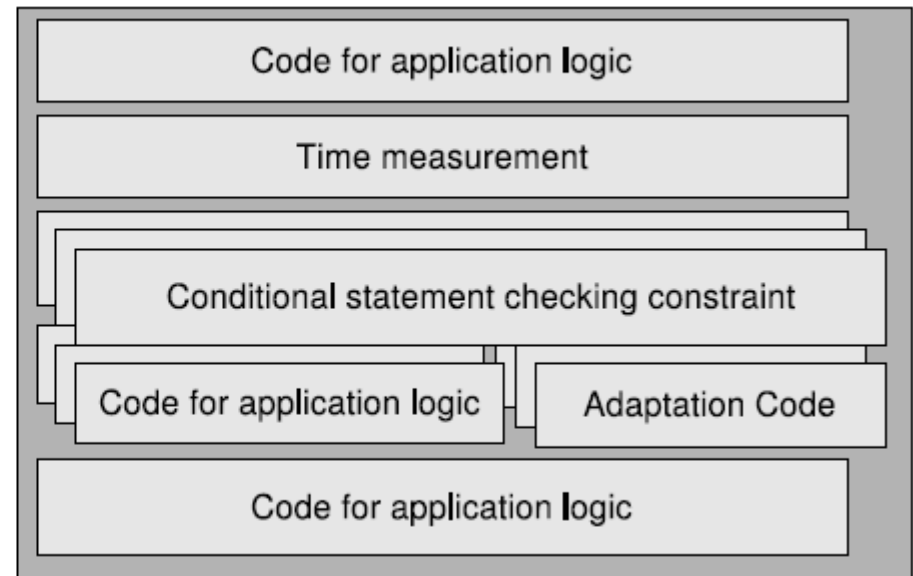 Code for application logic
Time measurement
Conditional statement checking constraint
Code for application logic
Adaptation Code
Code for application logic